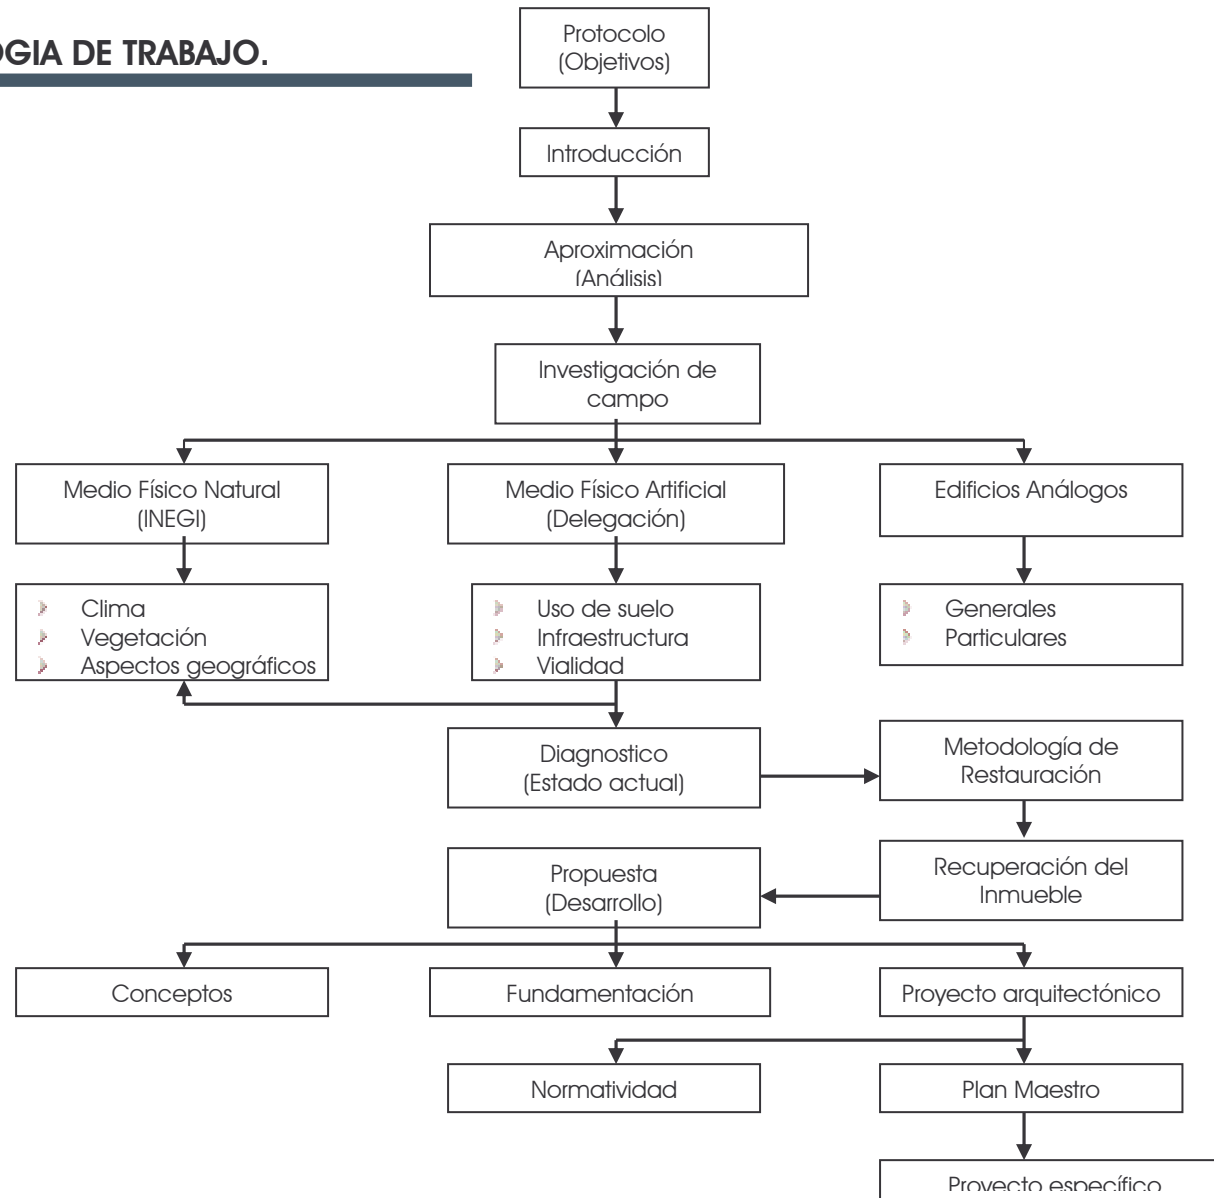 OGIA DE TRABAJO.
Protocolo
(Objetivos)
Introducción
Aproximación
(Análisis)
Investigación de
campo
Medio Físico Natural
(INEGI)
Medio Físico Artificial
(Delegación)
Edificios Análogos
Clima
Vegetación
Aspectos geográficos
Uso de suelo
Infraestructura
Vialidad
Generales
Particulares
Diagnostico
(Estado actual)
Metodología de
Restauración
Recuperación del
Inmueble
Propuesta
(Desarrollo)
Conceptos
Fundamentación
Proyecto arquitectónico
Normatividad
Plan Maestro
Proyecto específico